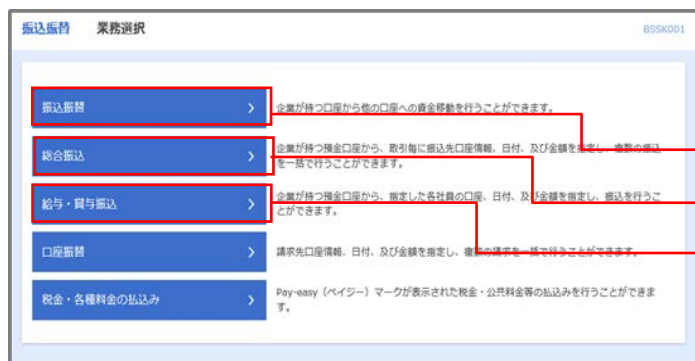 振込振替 業務選択 BSSK001
振込振替 > 企業が持つ口座から他の口座への資金移動を行うことができます。
総合振込 > 企業が持つ預金口座から、取引毎に振込先口座情報、日付、及び金額を指定し、複数の振込
を一括で行うことができます。
給与・賞与振込 > 企業が持つ預金口座から、指定した各社員の口座、日付、及び金額を指定し、振込を行うこ
とができます。
口座振替 > 請求先口座情報、日付、及び金額を指定し、複数の請求を一括で行うことができます。
税金・各種料金の払込み > Pay-easy（ペイジー）マークが表示された税金・公共料金等の払込みを行うことができま
す。